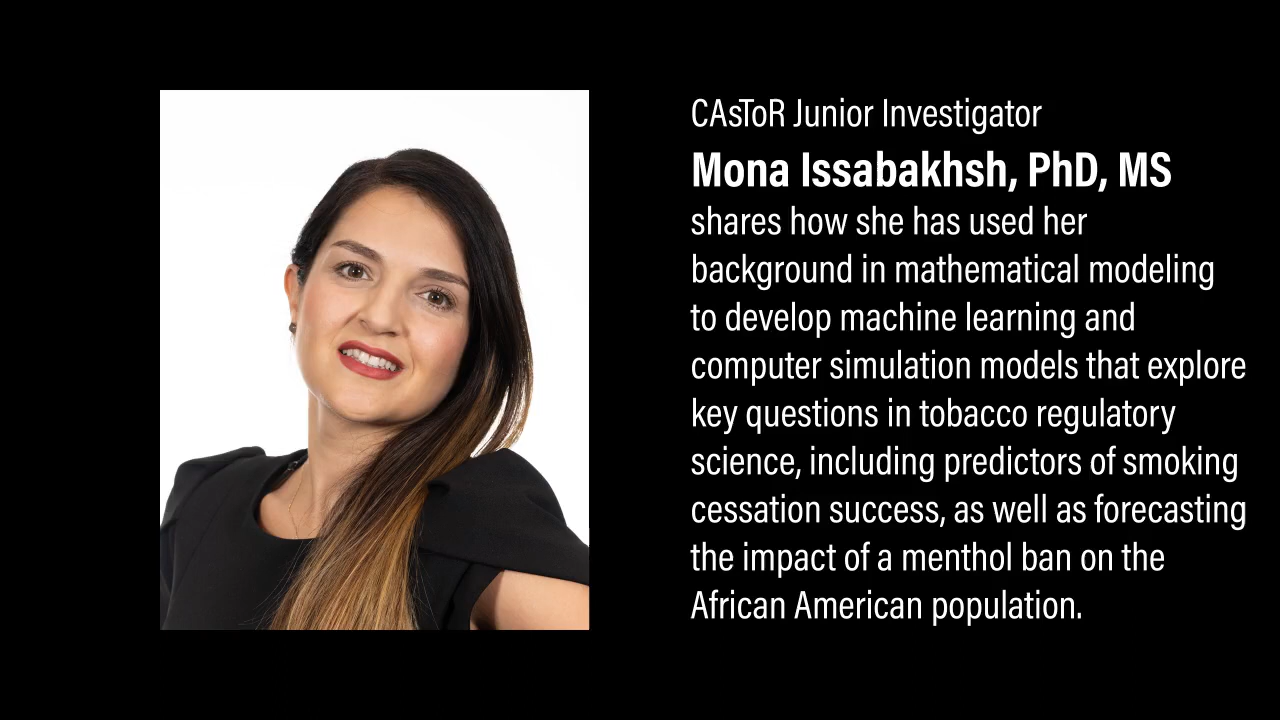 CAsToR Junior Investigator
Mona Issabakhsh, PhD, MS
shares how she has used her
background in mathematical modeling
to develop machine learning and
computer simulation models that explore
key questions in tobacco regulatory
science, including predictors of smoking
cessation success, as well as forecasting
the impact of a menthol ban on the
African American population.